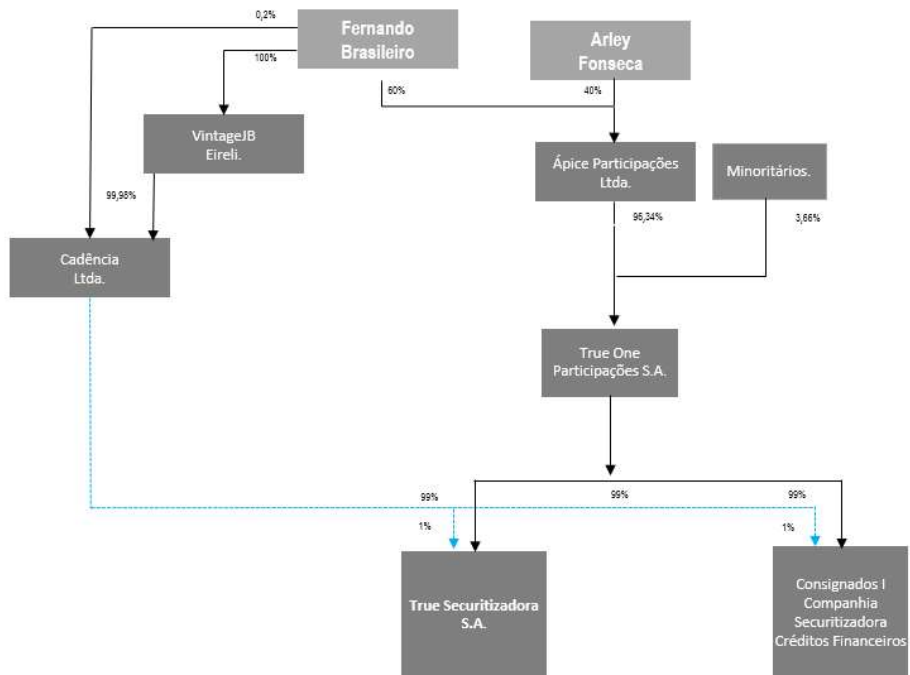 0,2%
Fernando
Brasileiro
Arley
Fonseca
100%
60%
40%
VintageJB
Eireli.
Ápice Participações
Ltda.
Minoritários.
99,98%
96,34%
3,66%
Cadência
Ltda.
True One
Participações S.A.
99%
99%
99%
1%
1%
True Securitizadora
S.A.
Consignados I
Companhia
Securitizadora
Créditos Financeiros